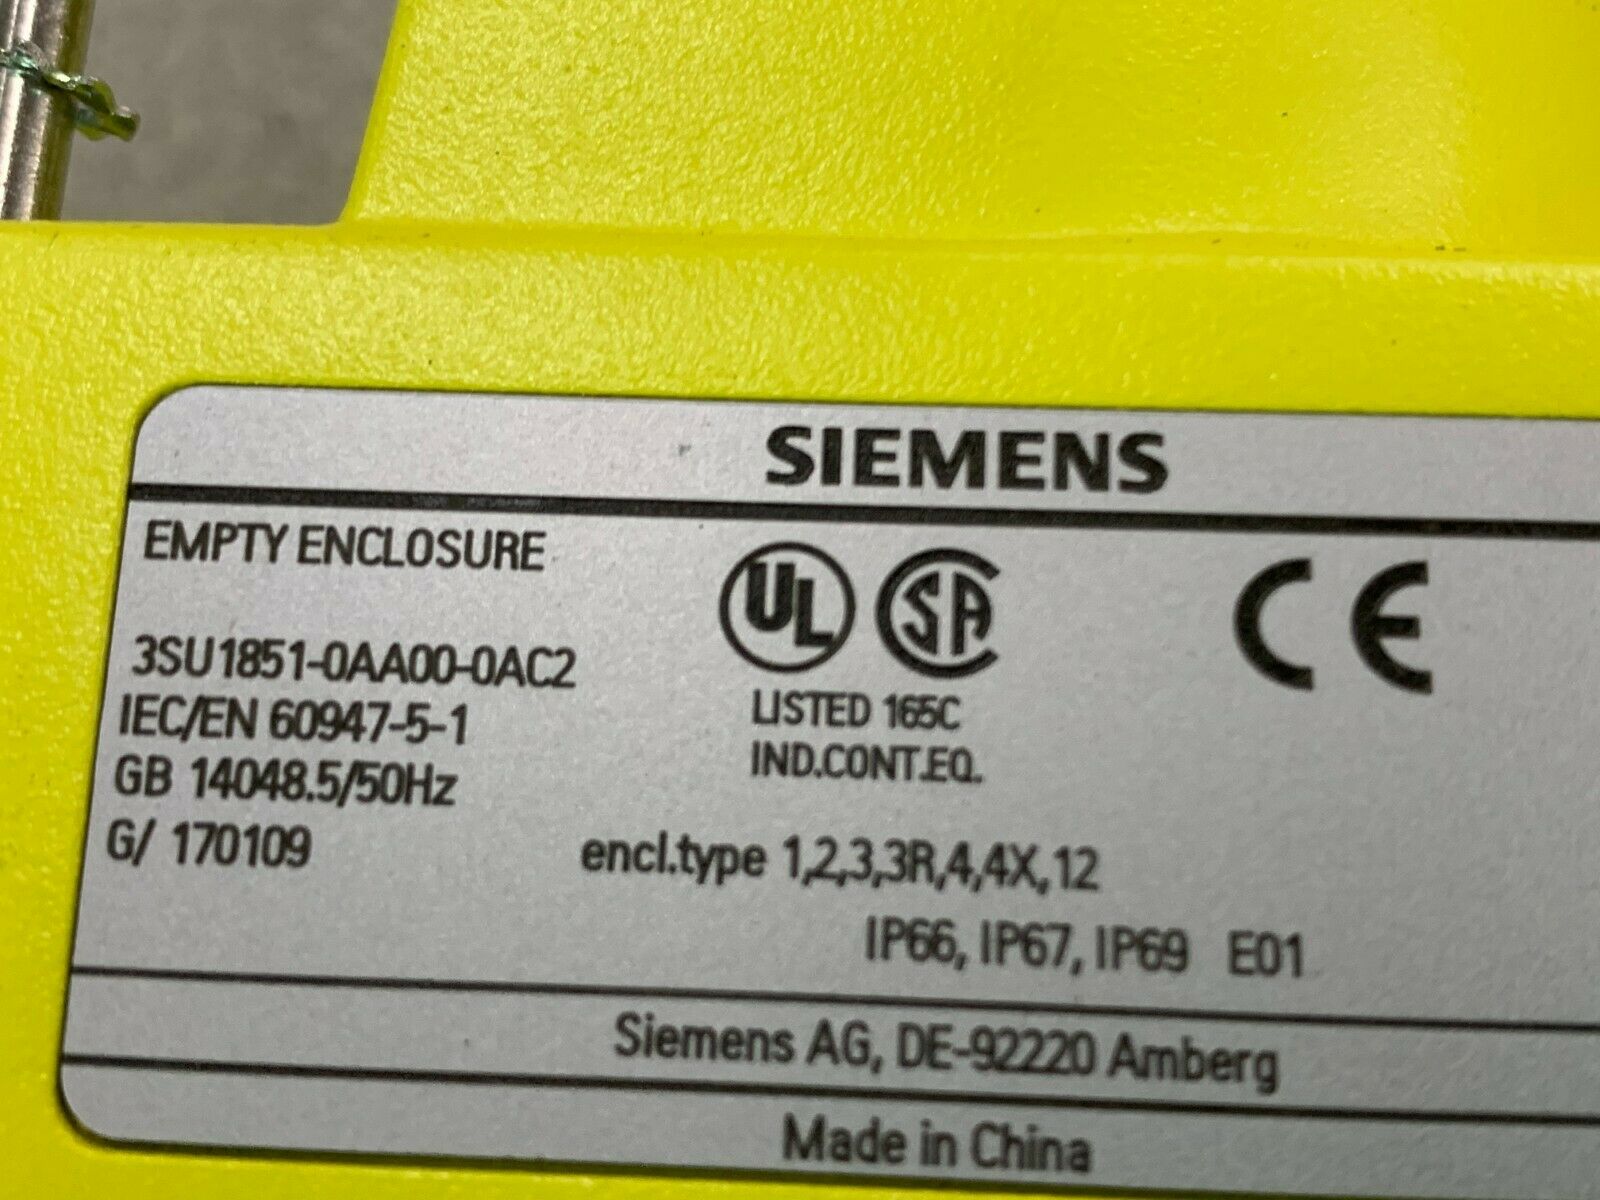 SIEMENS
EMPTY ENCLOSURE
3SU1851-0AA00-0AC2
IEC/EN 60947-5-1
GB 14048.5/50Hz
G/ 170109
UL SA CE
LISTED 165C
IND.CONT.EQ.
encl.type 1,2,3,3R,4,4X,12
IP66, IP67, IP69 E01
Siemens AG, DE-92220 Amberg
Made in China